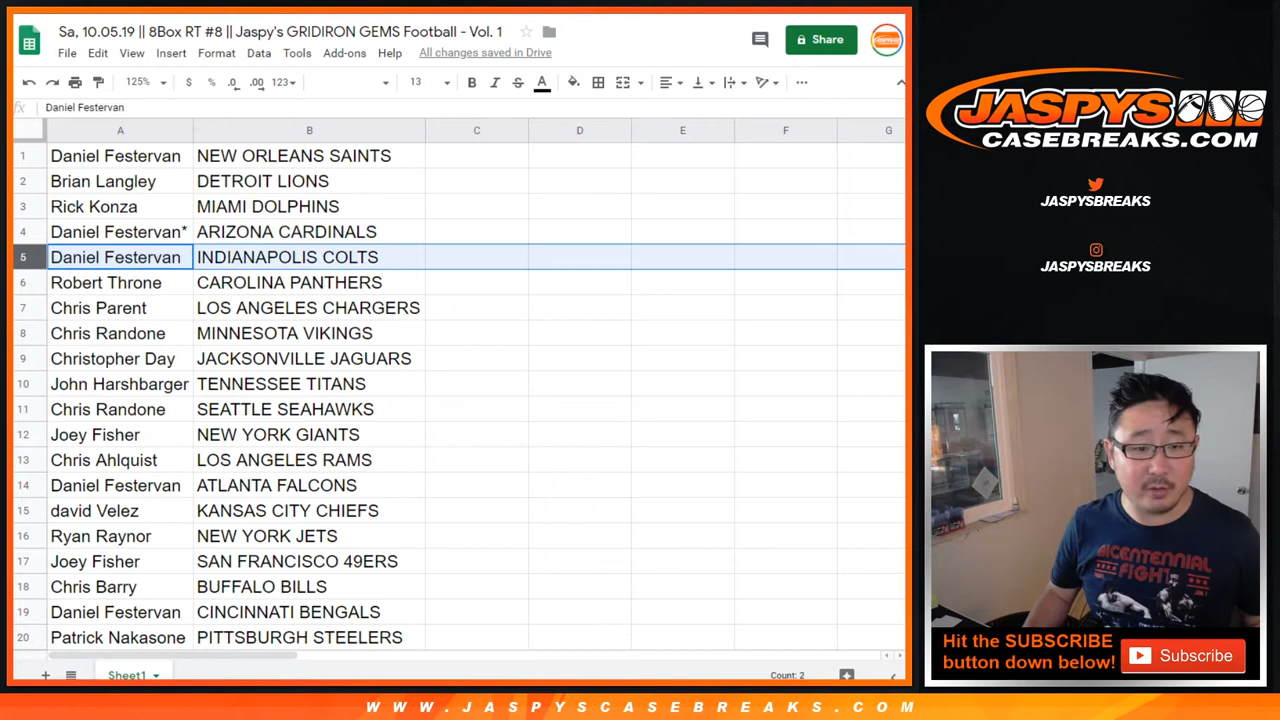 Sa, 10.05.19 || 8Box RT #8 || Jaspy's GRIDIRON GEMS Football - Vol. 1
File Edit View Insert Format Data Tools Add-ons Help All changes saved in Drive
Share
125% $ % .0 .00 123 13 B I S A
fx Daniel Festervan
A B C D E F G
1 Daniel Festervan NEW ORLEANS SAINTS
2 Brian Langley DETROIT LIONS
3 Rick Konza MIAMI DOLPHINS
4 Daniel Festervan* ARIZONA CARDINALS
5 Daniel Festervan INDIANAPOLIS COLTS
6 Robert Throne CAROLINA PANTHERS
7 Chris Parent LOS ANGELES CHARGERS
8 Chris Randone MINNESOTA VIKINGS
9 Christopher Day JACKSONVILLE JAGUARS
10 John Harshbarger TENNESSEE TITANS
11 Chris Randone SEATTLE SEAHAWKS
12 Joey Fisher NEW YORK GIANTS
13 Chris Ahlquist LOS ANGELES RAMS
14 Daniel Festervan ATLANTA FALCONS
15 david Velez KANSAS CITY CHIEFS
16 Ryan Raynor NEW YORK JETS
17 Joey Fisher SAN FRANCISCO 49ERS
18 Chris Barry BUFFALO BILLS
19 Daniel Festervan CINCINNATI BENGALS
20 Patrick Nakasone PITTSBURGH STEELERS
Sheet1 Count: 2
JASPYS
CASEBREAKS.COM
JASPYSBREAKS
JASPYSBREAKS
BICENTENNIAL
FIGHT
Hit the SUBSCRIBE
button down below!
Subscribe
WWW.JASPYSCASEBREAKS.COM